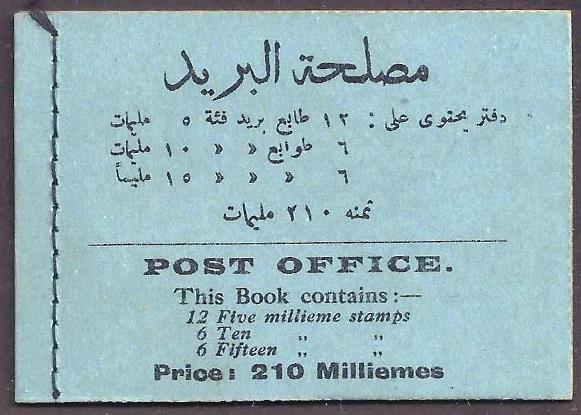 مصلحة البريد
دفتر يحتوى على : ١٢ طابع بريد فئة ٥ مليمات
٦ طوابع » » ١٠ مليمات
٦ » » » ١٥ مليماً
ثمنه ٢١٠ مليمات
POST OFFICE.
This Book contains :—
12 Five millieme stamps
6 Ten „ „
6 Fifteen „ „
Price: 210 Milliemes